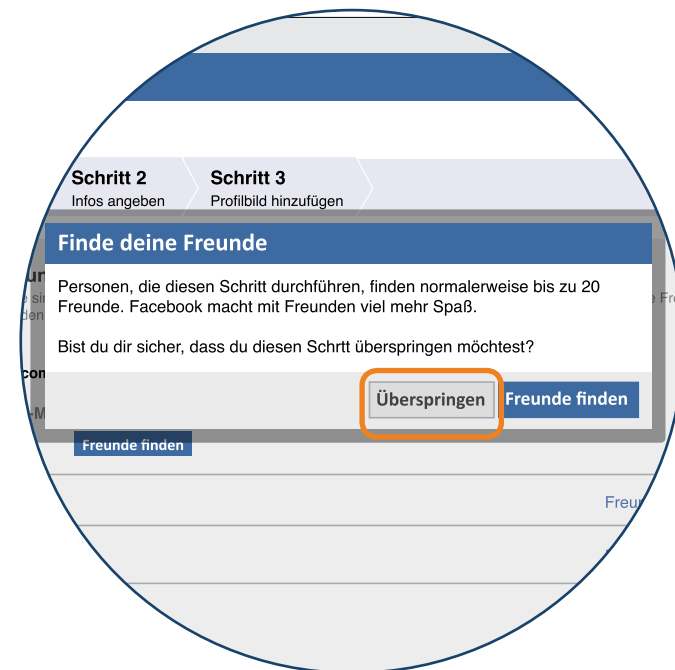 Schritt 2
Schritt 3
Infos angeben
Profilbild hinzufügen
Finde deine Freunde
Personen, die diesen Schritt durchführen, finden normalerweise bis zu 20
Freunde. Facebook macht mit Freunden viel mehr Spaß.
Bist du dir sicher, dass du diesen Schrtt überspringen möchtest?
Überspringen
Freunde finden
Freunde finden